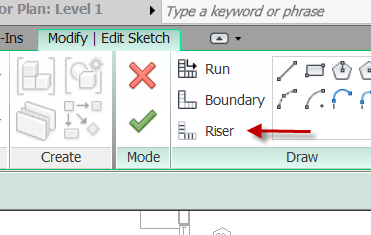 or Plan: Level 1
Type a keyword or phrase
-Ins
Modify | Edit Sketch
Run
Boundary
Riser
Create
Mode
Draw